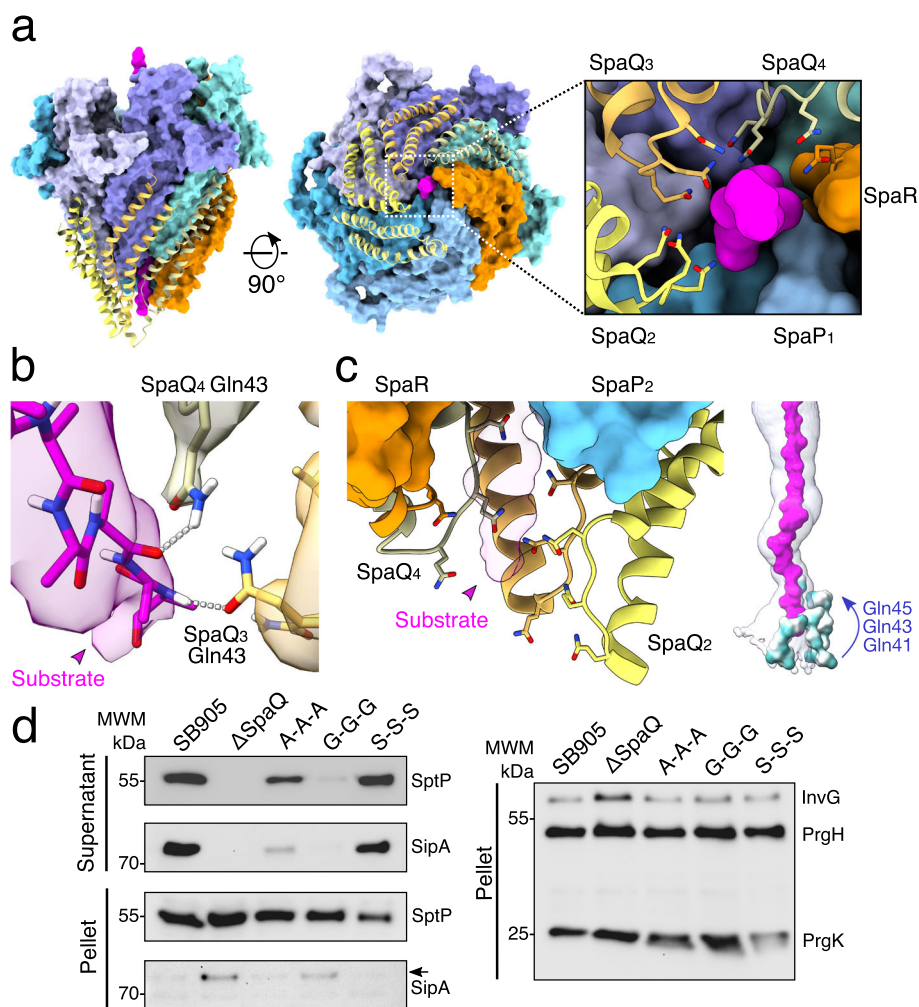 a
SpaQ3
SpaQ4
SpaR
90°
SpaQ2
SpaP1
b
SpaQ4 Gln43
SpaQ3
Gln43
Substrate
c
SpaR
SpaP2
SpaQ4
Substrate
SpaQ2
Gln45
Gln43
Gln41
d
MWM
kDa
SB905
ΔSpaQ
A-A-A
G-G-G
S-S-S
Supernatant
55-
SptP
70-
SipA
Pellet
55-
SptP
70-
SipA
MWM
kDa
SB905
ΔSpaQ
A-A-A
G-G-G
S-S-S
Pellet
InvG
55-
PrgH
25-
PrgK